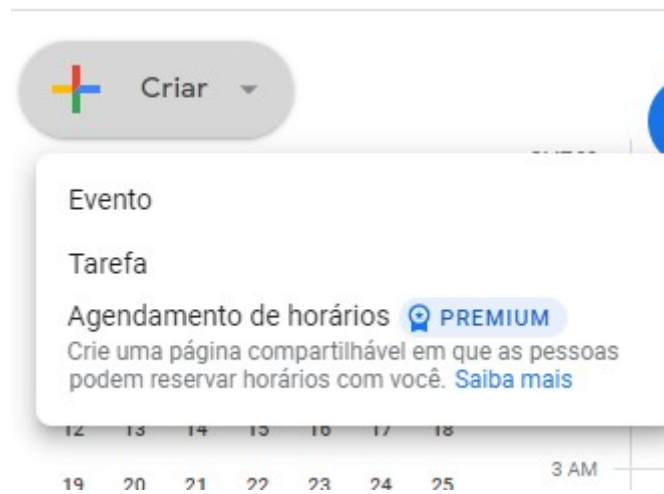 Criar
Evento
Tarefa
Agendamento de horários PREMIUM
Crie uma página compartilhável em que as pessoas
podem reservar horários com você. Saiba mais
12 13 14 15 16 17 18
3 AM
19 20 21 22 23 24 25